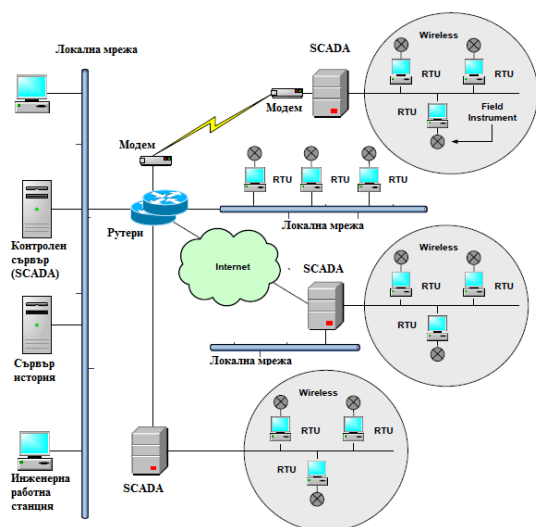 Локална мрежа
SCADA
Wireless
RTU
RTU
RTU
Field
Instrument
Модем
Модем
RTU
RTU
RTU
Рутери
Локална мрежа
Контролен
сървър
(SCADA)
Internet
SCADA
Wireless
RTU
RTU
RTU
Локална мрежа
Сървър
история
Wireless
RTU
RTU
RTU
SCADA
Инженерна
работна
станция